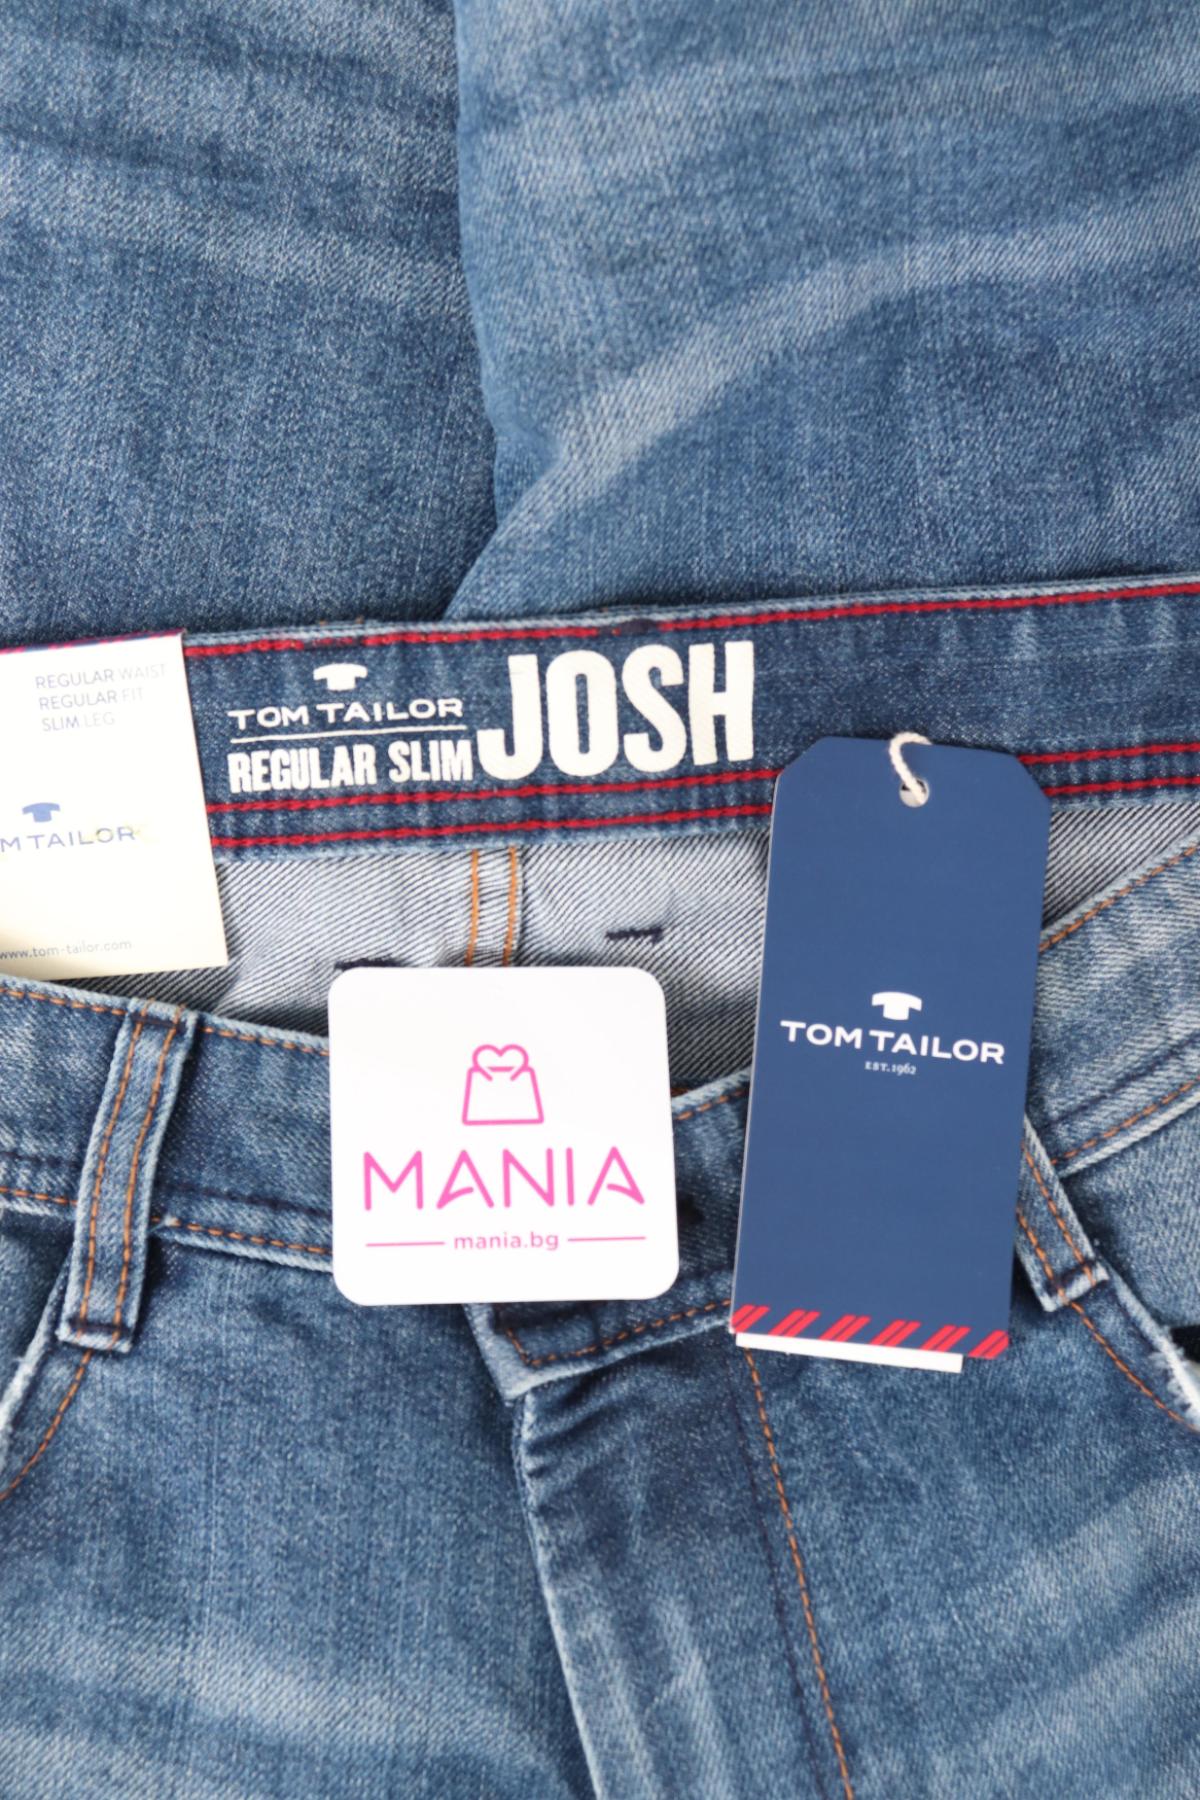 REGULAR WAIST
REGULAR FIT
SLIM LEG
M TAILOR
www.tom-tailor.com
TOM TAILOR
REGULAR SLIM
JOSH
TOM TAILOR
EST. 1962
MANIA
mania.bg